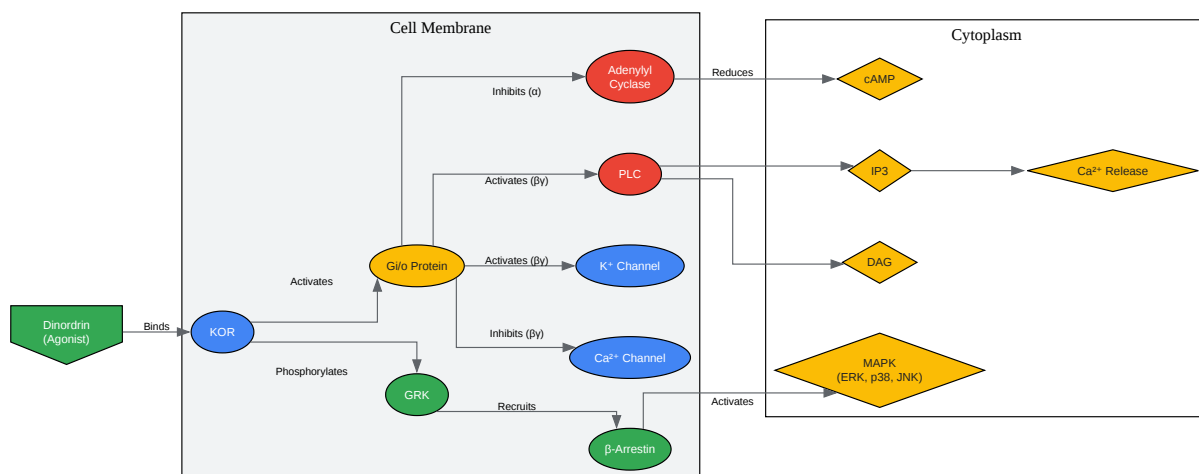 Cell Membrane
Cytoplasm
Adenylyl
Cyclase
Reduces
cAMP
Inhibits (α)
PLC
Activates (βγ)
IP3
Ca²⁺ Release
Gi/o Protein
Activates (βγ)
K⁺ Channel
DAG
Activates
Dinordrin
(Agonist)
Binds
KOR
Inhibits (βγ)
Ca²⁺ Channel
MAPK
(ERK, p38, JNK)
Phosphorylates
GRK
Recruits
Activates
β-Arrestin